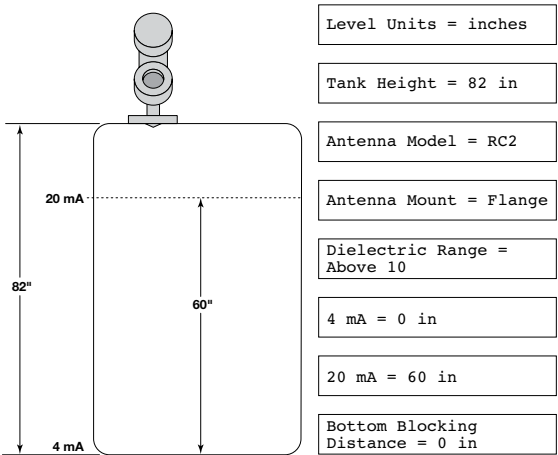 Level Units = inches
Tank Height = 82 in
Antenna Model = RC2
Antenna Mount = Flange
20 mA
Dielectric Range =
Above 10
82"
60"
4 mA = 0 in
20 mA = 60 in
Bottom Blocking
Distance = 0 in
4 mA